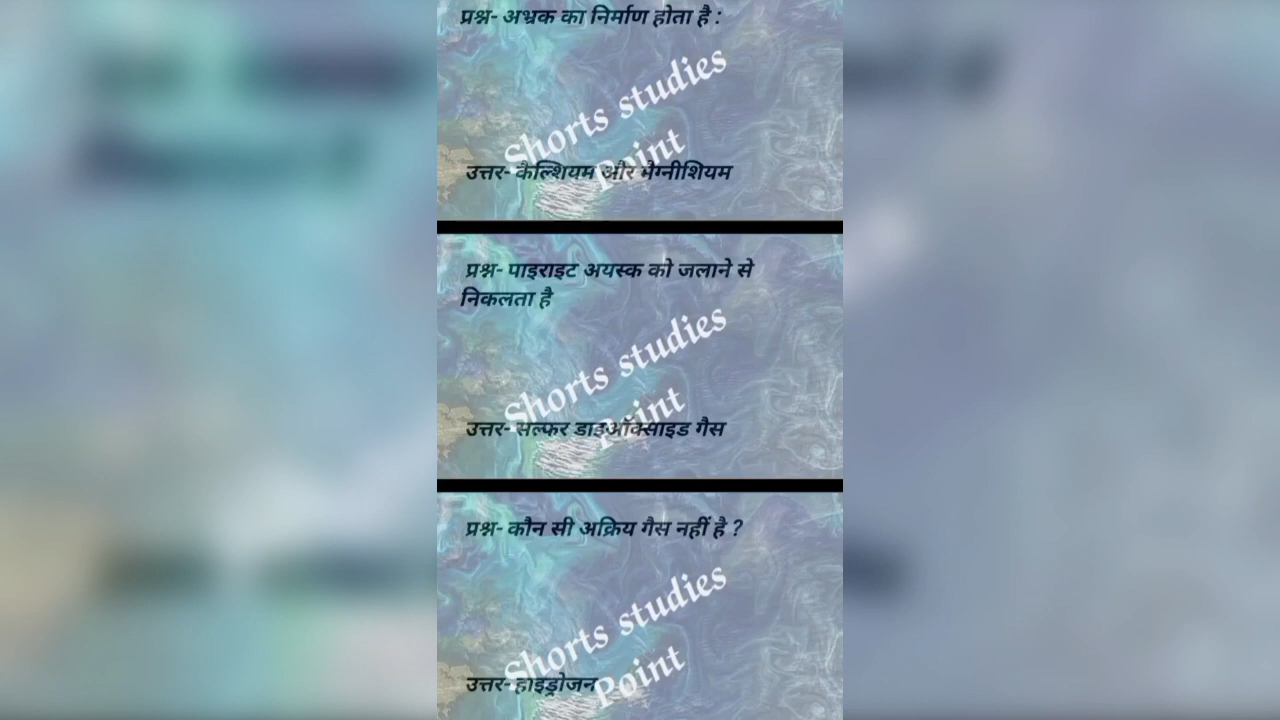 प्रश्न- अभ्रक का निर्माण होता है :
Shorts studies
Point
उत्तर- कैल्शियम और मैग्नीशियम
प्रश्न- पाइराइट अयस्क को जलाने से
निकलता है
Shorts studies
Point
उत्तर- सल्फर डाइऑक्साइड गैस
प्रश्न- कौन सी अक्रिय गैस नहीं है ?
Shorts studies
Point
उत्तर- हाइड्रोजन